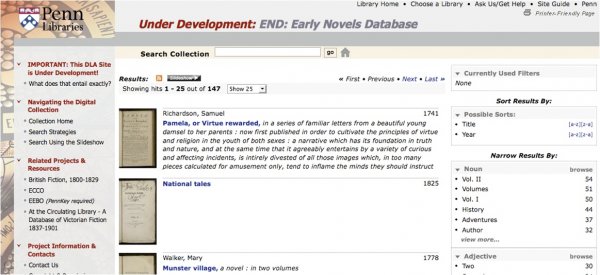 Penn
Libraries
Library Home • Choose a Library • Ask Us/Get Help • Site Guide • Penn
Printer-Friendly Page
Under Development: END: Early Novels Database
Search Collection
go
IMPORTANT: This DLA Site
is Under Development!
What does that entail exactly?
Navigating the Digital
Collection
Collection Home
Search Strategies
Search Using the Slideshow
Related Projects &
Resources
British Fiction, 1800-1829
ECCO
EEBO (PennKey required)
At the Circulating Library - A
Database of Victorian Fiction
1837-1901
Project Information &
Contacts
Contact Us
Results: Slideshow
« First • Previous • Next • Last »
Showing hits 1 - 25 out of 147 Show 25
Richardson, Samuel 1741
Pamela, or Virtue rewarded, in a series of familiar letters from a beautiful young
damsel to her parents : now first published in order to cultivate the principles of virtue
and religion in the youth of both sexes : a narrative which has its foundation in truth
and nature, and at the same time that it agreeably entertains by a variety of curious
and affecting incidents, is intirely divested of all those images which, in too many
pieces calculated for amusement only, tend to inflame the minds they should instruct
National tales 1825
Walker, Mary 1778
Munster village, a novel : in two volumes
Currently Used Filters
None
Sort Results By:
Possible Sorts:
Title [a-z][z-a]
Year [a-z][z-a]
Narrow Results By:
Noun browse
Vol. II 54
Volumes 51
Vol. I 50
History 44
Adventures 37
Author 32
view more...
Adjective browse
Two 30